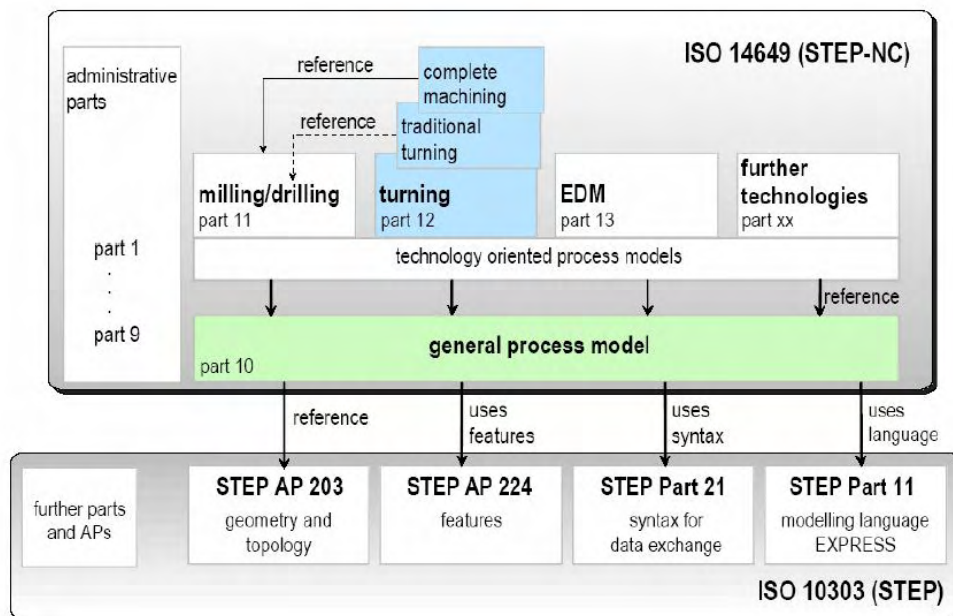 ISO 14649 (STEP-NC)
administrative
parts
part 1
.
.
.
part 9
reference
complete
machining
reference
traditional
turning
milling/drilling
part 11
turning
part 12
EDM
part 13
further
technologies
part xx
technology oriented process models
reference
general process model
part 10
reference
uses
features
uses
syntax
uses
language
further parts
and APs
STEP AP 203
geometry and
topology
STEP AP 224
features
STEP Part 21
syntax for
data exchange
STEP Part 11
modelling language
EXPRESS
ISO 10303 (STEP)